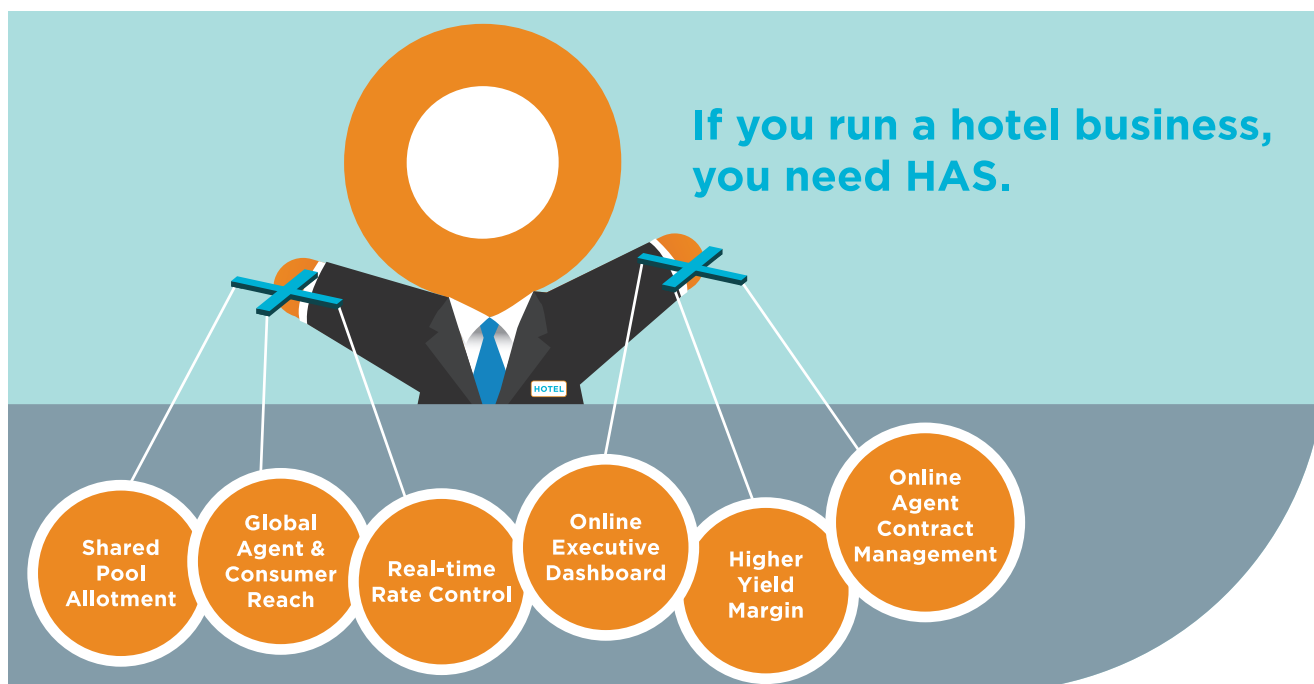 If you run a hotel business,
you need HAS.
HOTEL
Shared
Pool
Allotment
Global
Agent &
Consumer
Reach
Real-time
Rate Control
Online
Executive
Dashboard
Higher
Yield
Margin
Online
Agent
Contract
Management